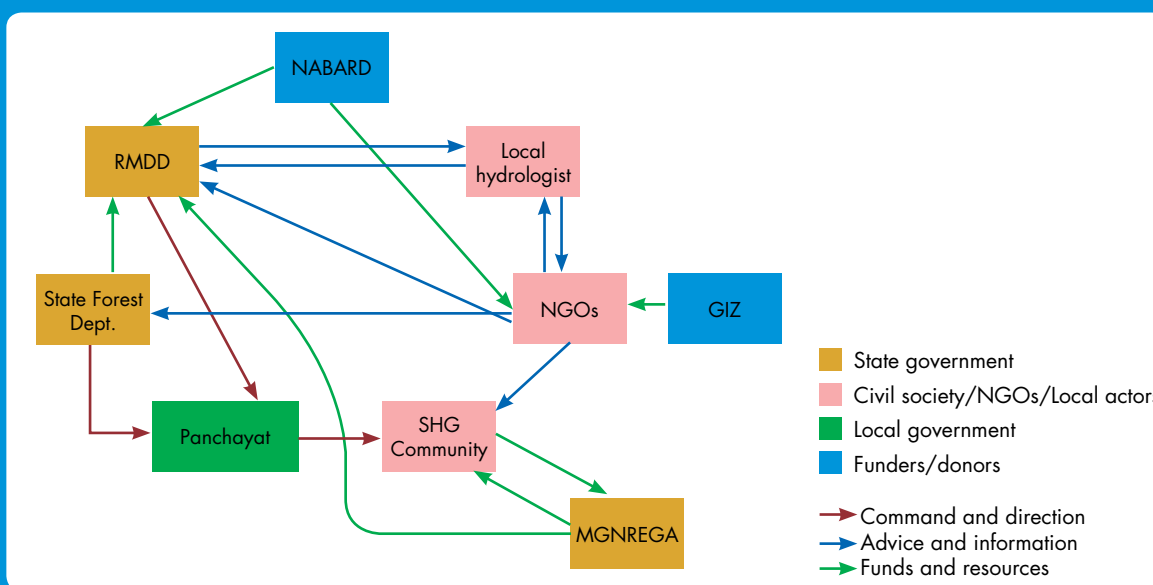 NABARD
RMDD
Local
hydrologist
State Forest
Dept.
NGOs
GIZ
Panchayat
SHG
Community
MGNREGA
State government
Civil society/NGOs/Local actors
Local government
Funders/donors
Command and direction
Advice and information
Funds and resources